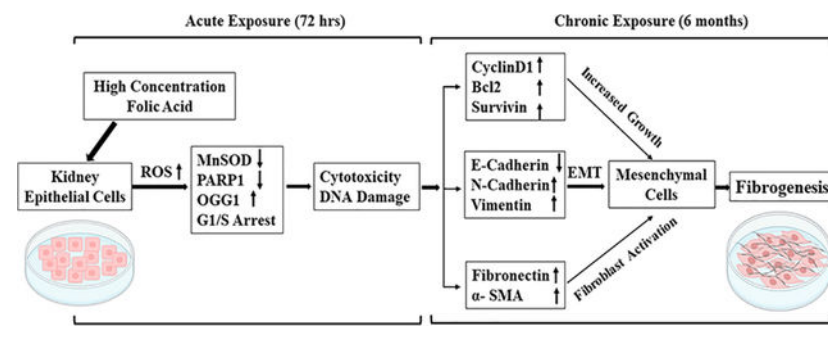 Acute Exposure (72 hrs)
Chronic Exposure (6 months)
High Concentration
Folic Acid
Kidney
Epithelial Cells
ROS ↑
MnSOD ↓
PARP1 ↓
OGG1 ↑
G1/S Arrest
Cytotoxicity
DNA Damage
CyclinD1 ↑
Bcl2 ↑
Survivin ↑
Increased Growth
E-Cadherin ↓
N-Cadherin ↑
Vimentin ↑
EMT
Mesenchymal
Cells
Fibrogenesis
Fibronectin ↑
α- SMA ↑
Fibroblast Activation